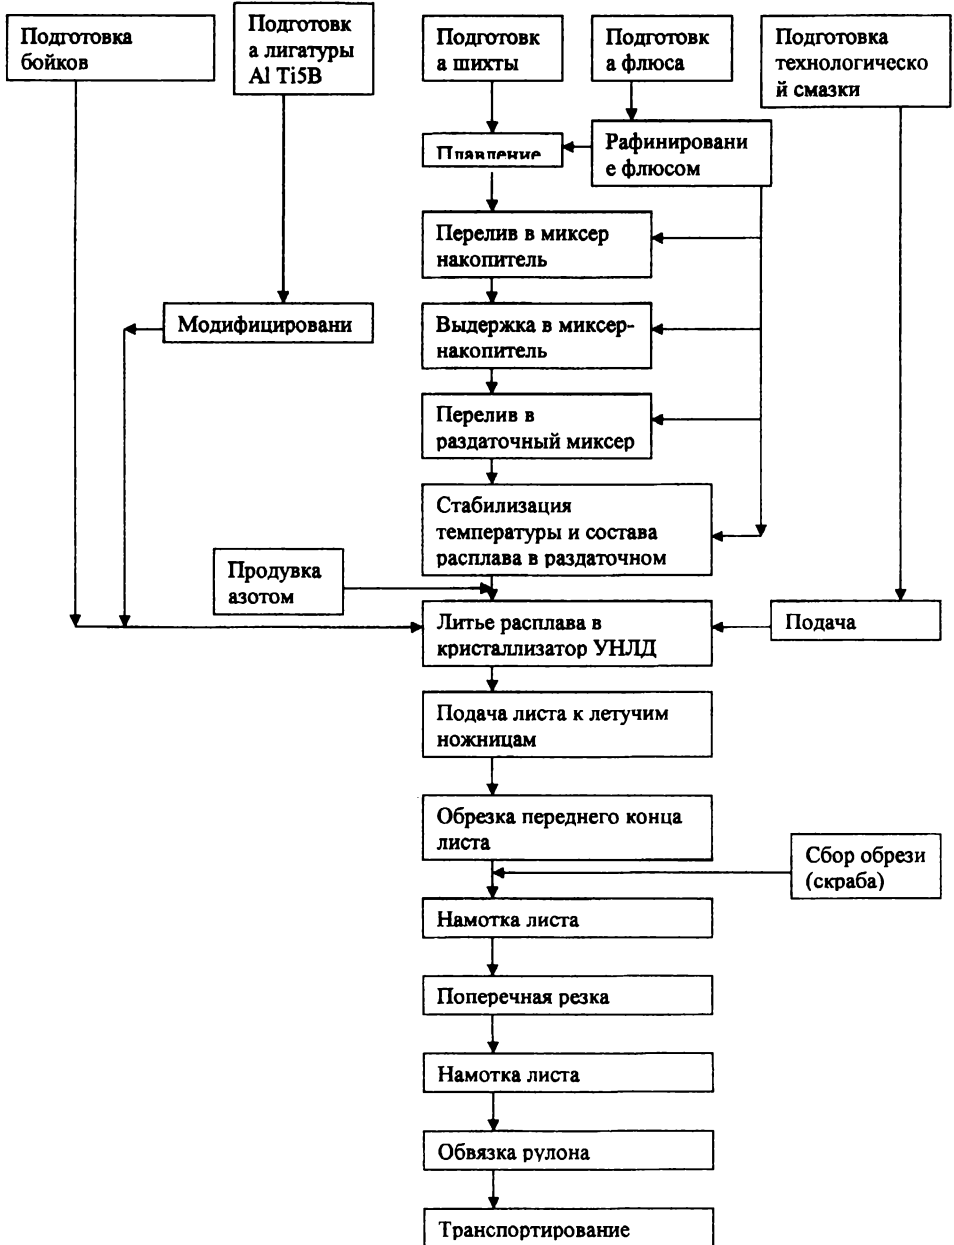 Подготовка
бойков
Подготовк
а лигатуры
Al Ti5B
Подготовк
а шихты
Подготовк
а флюса
Подготовка
технологическо
й смазки
Плавление
Рафинировани
е флюсом
Перелив в миксер
накопитель
Модифицировани
Выдержка в миксер-
накопитель
Перелив в
раздаточный миксер
Стабилизация
температуры и состава
расплава в раздаточном
Продувка
азотом
Литье расплава в
кристаллизатор УНЛД
Подача
Подача листа к летучим
ножницам
Обрезка переднего конца
листа
Сбор обрези
(скраба)
Намотка листа
Поперечная резка
Намотка листа
Обвязка рулона
Транспортирование